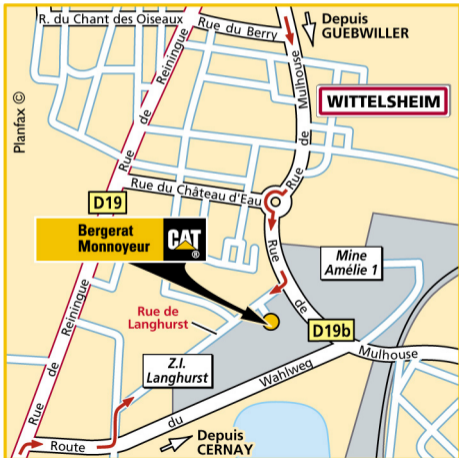 R. du Chant des Oiseaux
Rue du Berry
Depuis
GUEBWILLER
Planfax ©
Rue de Reiningue
Rue de Mulhouse
WITTELSHEIM
Rue du Château d'Eau
D19
Bergerat
Monnoyeur
CAT
Mine
Amélie 1
Rue de
Langhurst
Rue de Mulhouse
D19b
Z.I.
Langhurst
Rue de Reiningue
Route du Wahlweg
Depuis
CERNAY